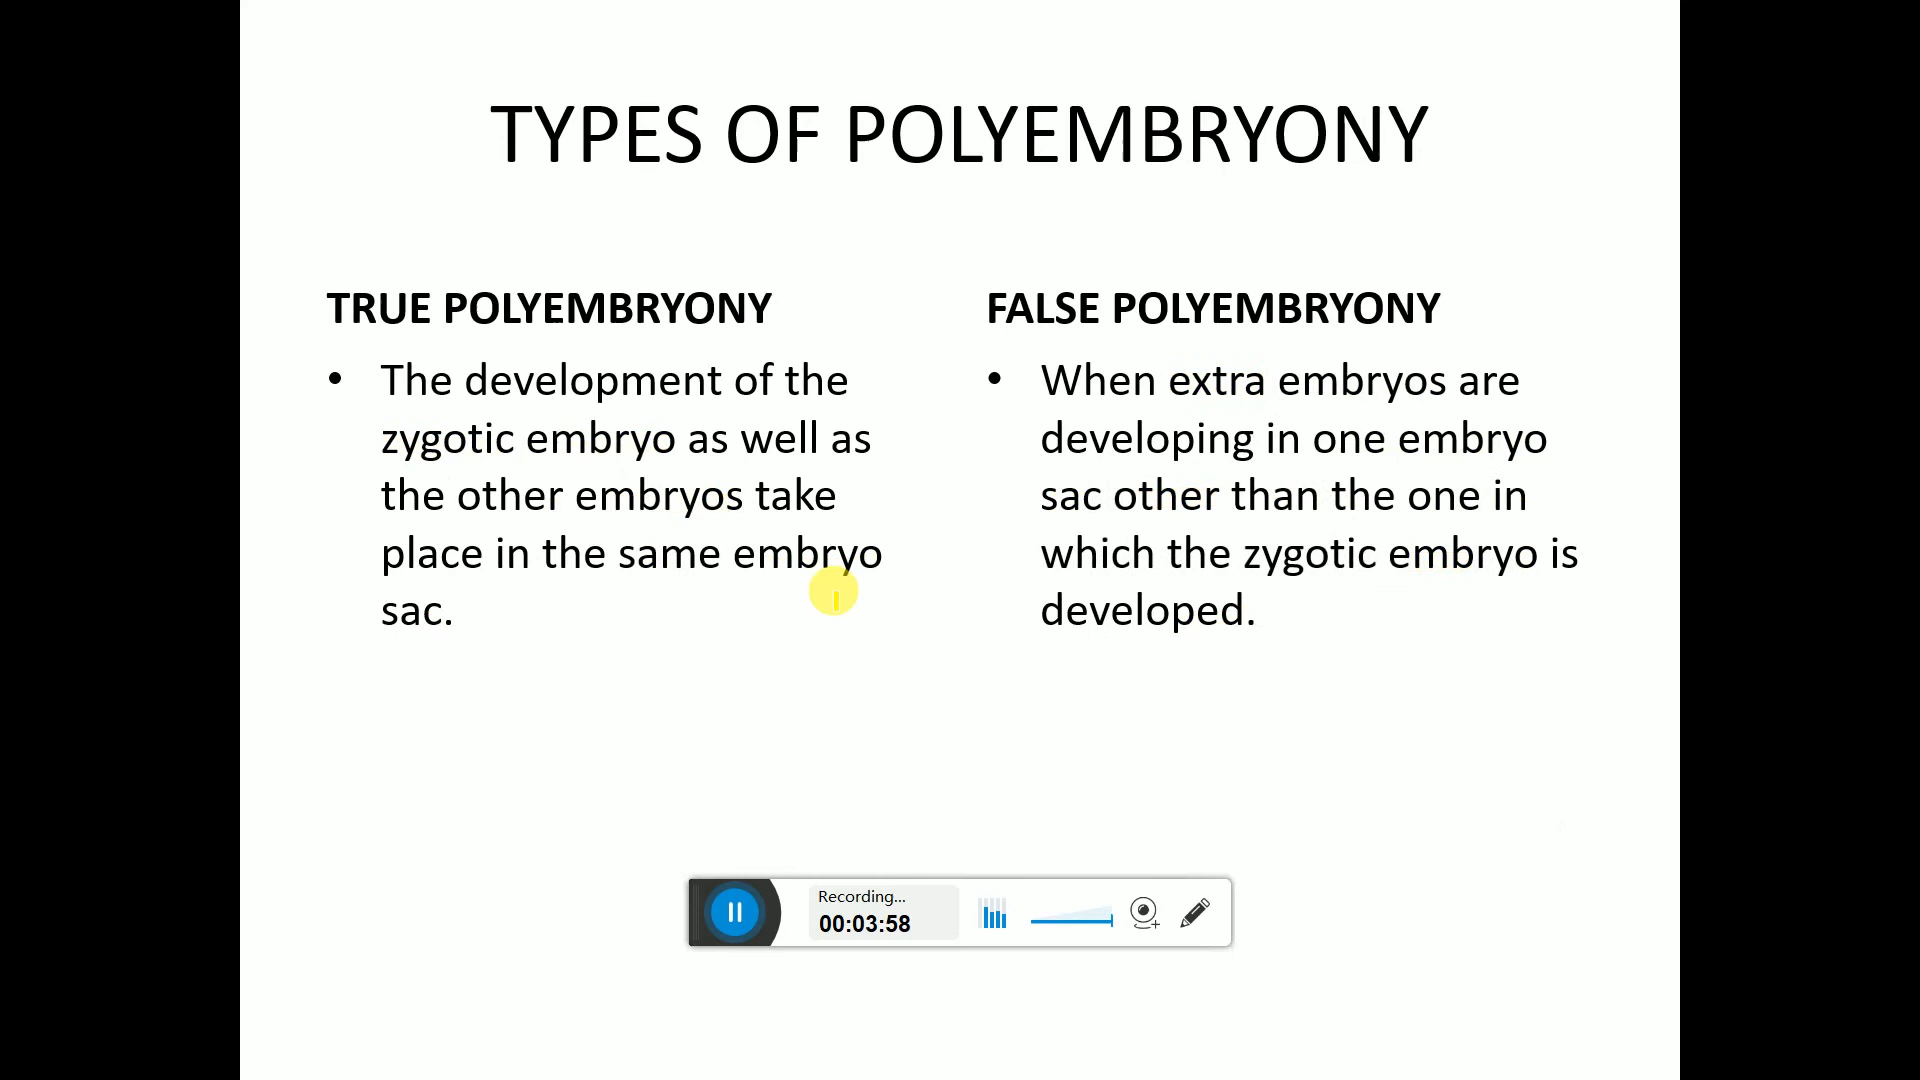 TYPES OF POLYEMBRYONY
TRUE POLYEMBRYONY
• The development of the
zygotic embryo as well as
the other embryos take
place in the same embryo
sac.
FALSE POLYEMBRYONY
• When extra embryos are
developing in one embryo
sac other than the one in
which the zygotic embryo is
developed.
Recording...
00:03:58